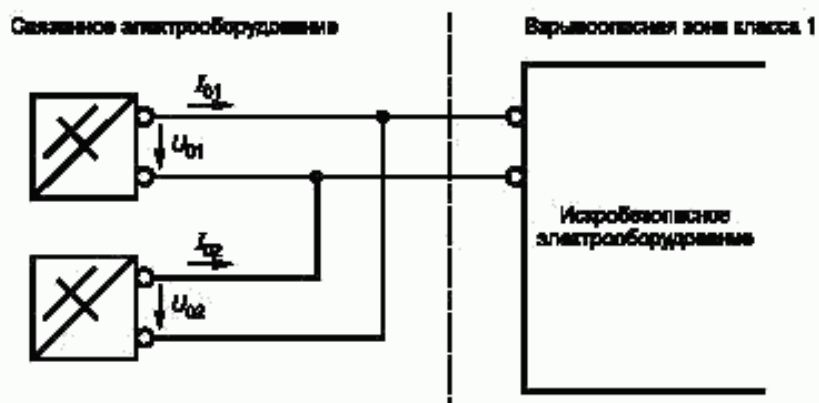 Связанное электрооборудование
Взрывоопасная зона класса 1
I01
U01
I02
U02
Искробезопасное
электрооборудование